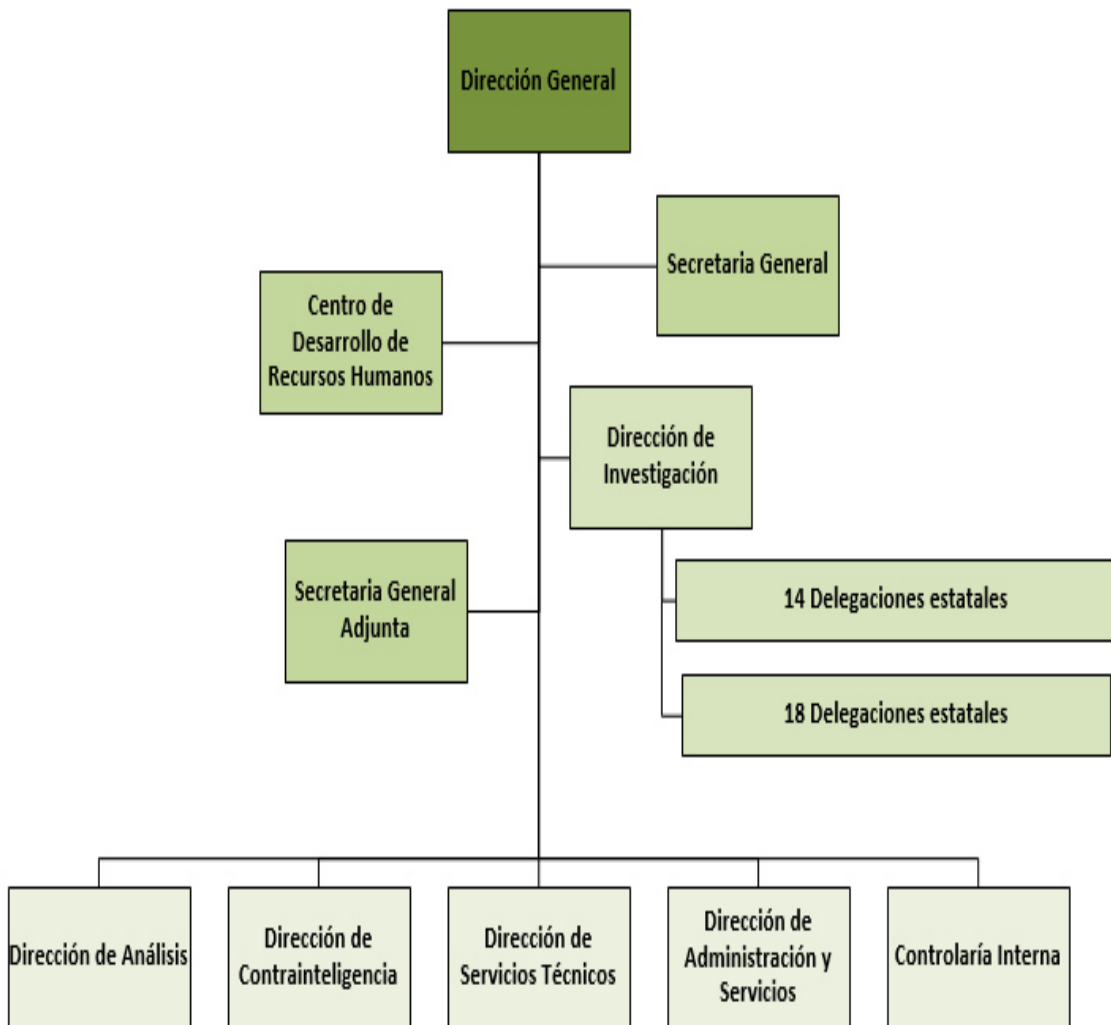 Dirección General
Secretaria General
Centro de
Desarrollo de
Recursos Humanos
Dirección de
Investigación
Secretaria General
Adjunta
14 Delegaciones estatales
18 Delegaciones estatales
Dirección de Análisis
Dirección de
Contrainteligencia
Dirección de
Servicios Técnicos
Dirección de
Administración y
Servicios
Controlaría Interna